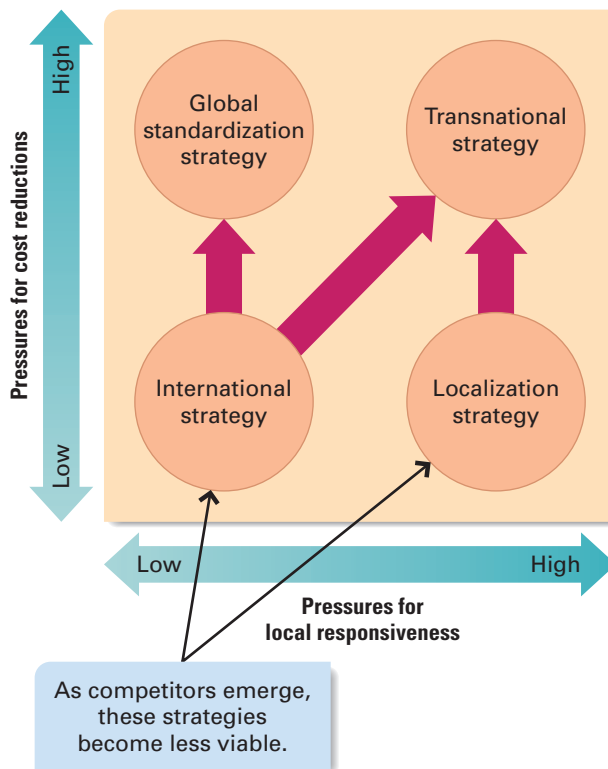 High
Pressures for cost reductions
Low
Global
standardization
strategy
Transnational
strategy
International
strategy
Localization
strategy
Low
High
Pressures for
local responsiveness
As competitors emerge,
these strategies
become less viable.